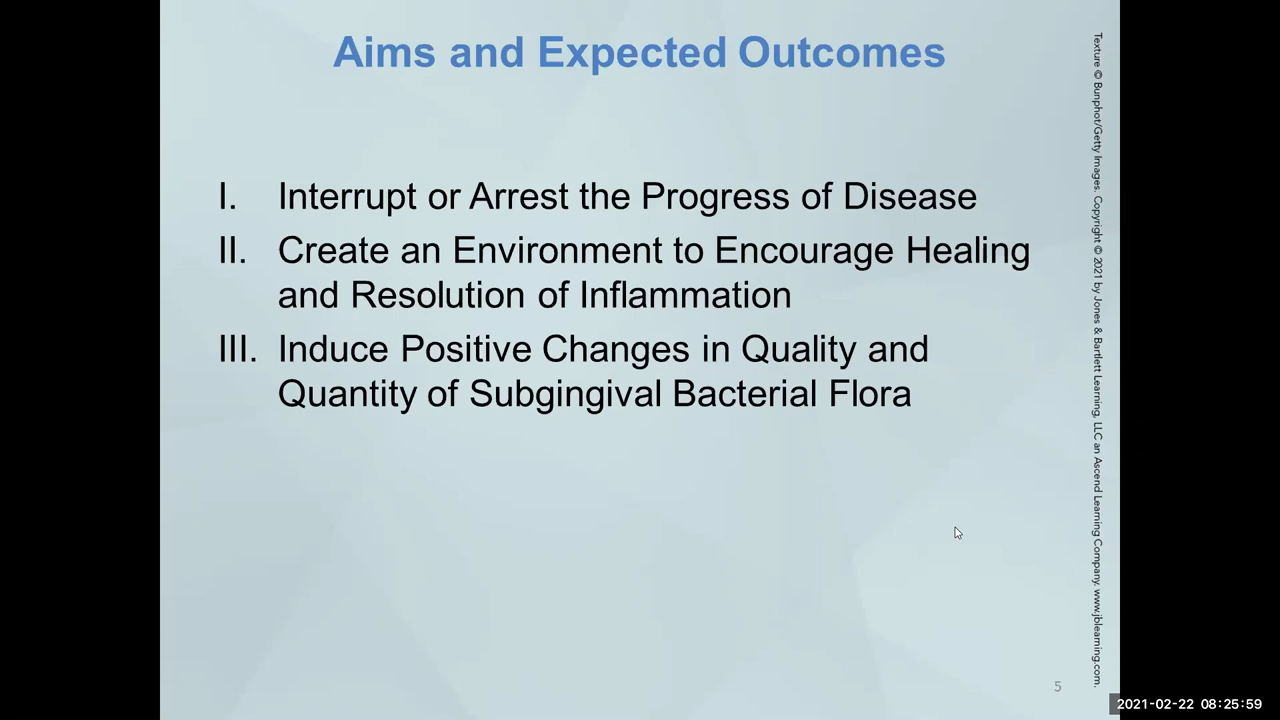 Aims and Expected Outcomes
I. Interrupt or Arrest the Progress of Disease
II. Create an Environment to Encourage Healing
and Resolution of Inflammation
III. Induce Positive Changes in Quality and
Quantity of Subgingival Bacterial Flora
Texture © Bunphot/Getty Images. Copyright © 2021 by Jones & Bartlett Learning, LLC an Ascend Learning Company. www.jblearning.com.
5
2021-02-22 08:25:59